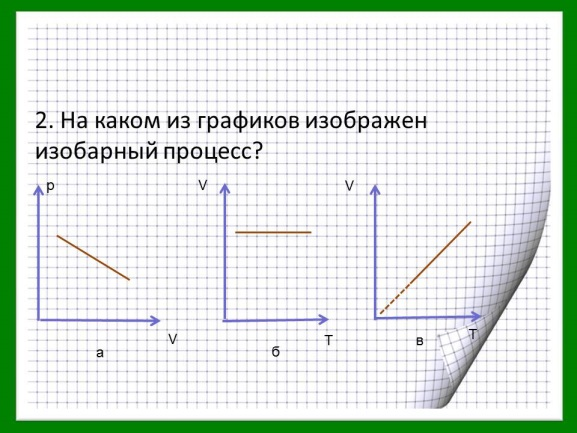 2. На каком из графиков изображен
изобарный процесс?
р
V
V
V
T
T
а
б
в